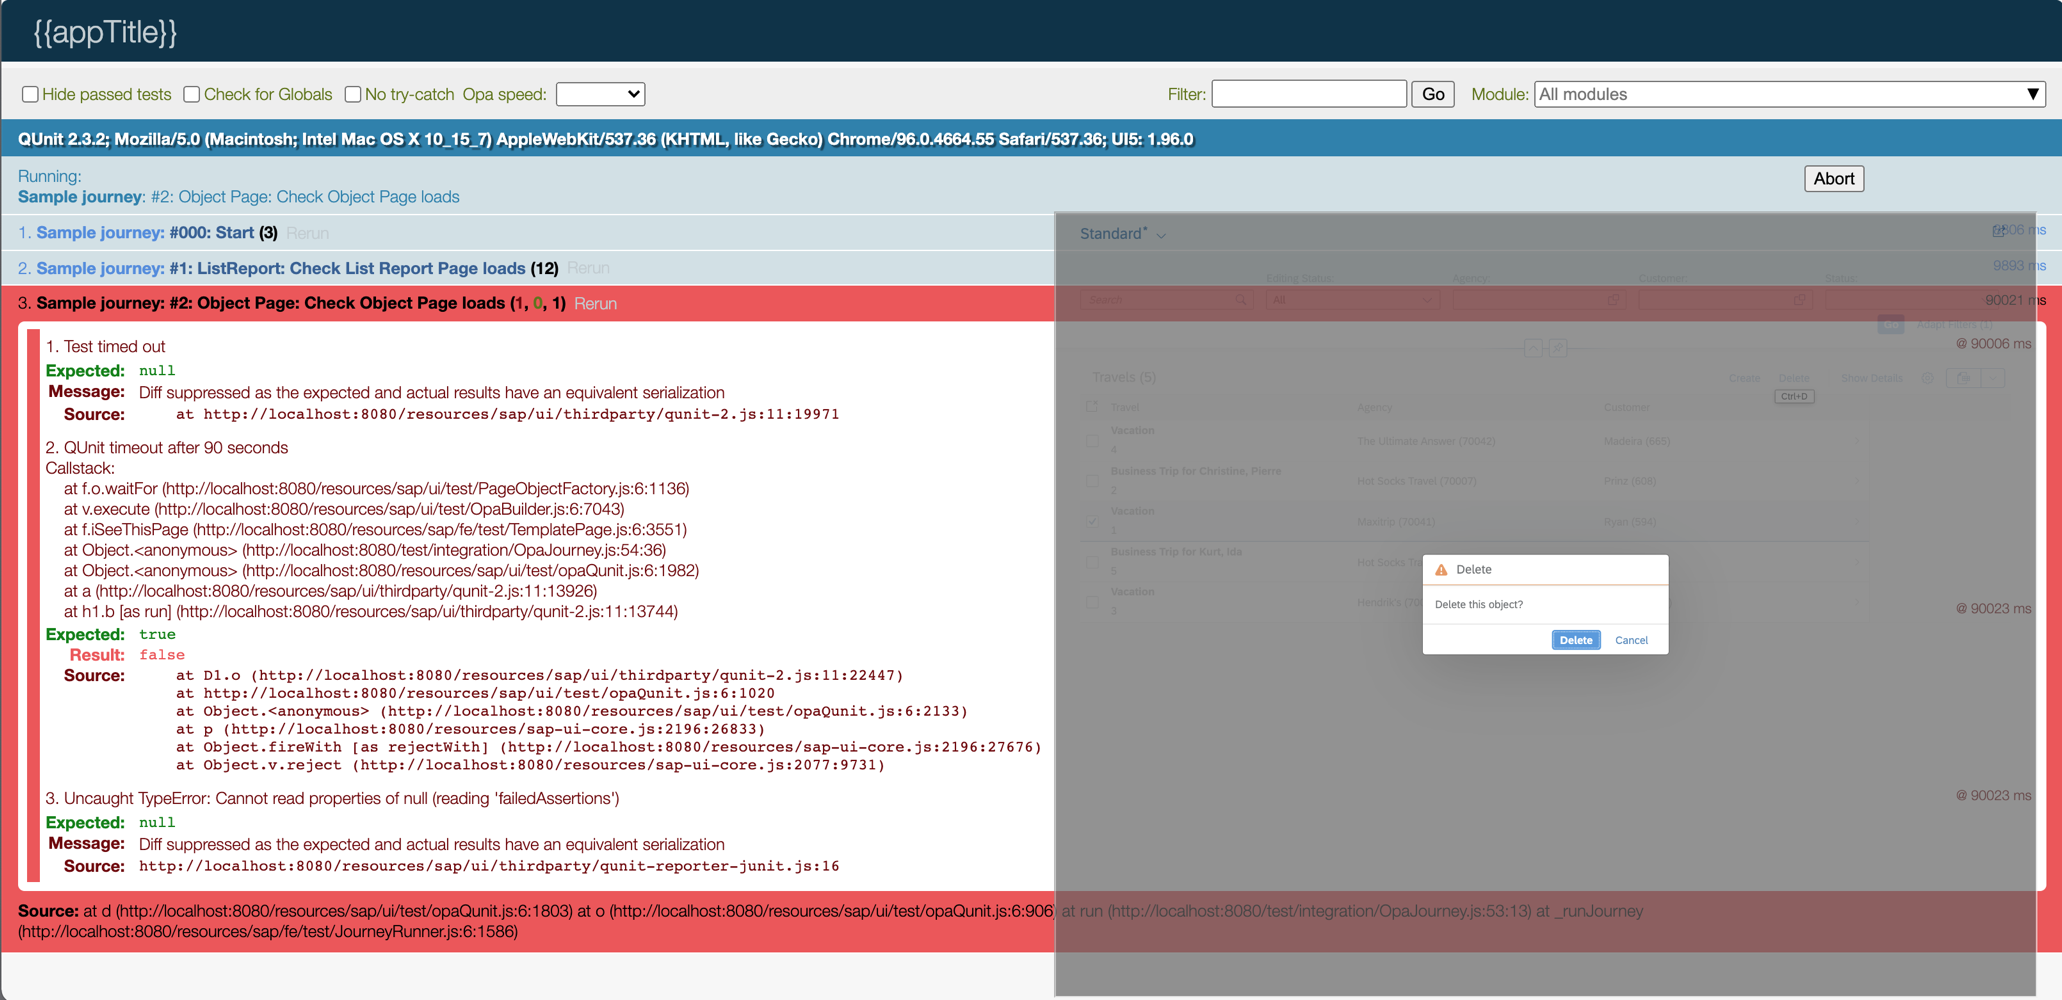 {{appTitle}}
Hide passed tests Check for Globals No try-catch Opa speed: Filter: Go Module: All modules ▼
QUnit 2.3.2; Mozilla/5.0 (Macintosh; Intel Mac OS X 10_15_7) AppleWebKit/537.36 (KHTML, like Gecko) Chrome/96.0.4664.55 Safari/537.36; UI5: 1.96.0
Running:
Sample journey: #2: Object Page: Check Object Page loads
Abort
1. Sample journey: #000: Start (3) Rerun
2. Sample journey: #1: ListReport: Check List Report Page loads (12) Rerun
9893 ms
3. Sample journey: #2: Object Page: Check Object Page loads (1, 0, 1) Rerun
90021 ms
1. Test timed out
@ 90006 ms
Expected: null
Message: Diff suppressed as the expected and actual results have an equivalent serialization
Source: at http://localhost:8080/resources/sap/ui/thirdparty/qunit-2.js:11:19971
2. QUnit timeout after 90 seconds
Callstack:
at f.o.waitFor (http://localhost:8080/resources/sap/ui/test/PageObjectFactory.js:6:1136)
at v.execute (http://localhost:8080/resources/sap/ui/test/OpaBuilder.js:6:7043)
at f.iSeeThisPage (http://localhost:8080/resources/sap/fe/test/TemplatePage.js:6:3551)
at Object.<anonymous> (http://localhost:8080/test/integration/OpaJourney.js:54:36)
at Object.<anonymous> (http://localhost:8080/resources/sap/ui/test/opaQunit.js:6:1982)
at a (http://localhost:8080/resources/sap/ui/thirdparty/qunit-2.js:11:13926)
at h1.b [as run] (http://localhost:8080/resources/sap/ui/thirdparty/qunit-2.js:11:13744)
@ 90023 ms
Expected: true
Result: false
Source: at D1.o (http://localhost:8080/resources/sap/ui/thirdparty/qunit-2.js:11:22447)
at http://localhost:8080/resources/sap/ui/test/opaQunit.js:6:1020
at Object.<anonymous> (http://localhost:8080/resources/sap/ui/test/opaQunit.js:6:2133)
at p (http://localhost:8080/resources/sap-ui-core.js:2196:26833)
at Object.fireWith [as rejectWith] (http://localhost:8080/resources/sap-ui-core.js:2196:27676)
at Object.v.reject (http://localhost:8080/resources/sap-ui-core.js:2077:9731)
3. Uncaught TypeError: Cannot read properties of null (reading 'failedAssertions')
@ 90023 ms
Expected: null
Message: Diff suppressed as the expected and actual results have an equivalent serialization
Source: http://localhost:8080/resources/sap/ui/thirdparty/qunit-reporter-junit.js:16
Source: at d (http://localhost:8080/resources/sap/ui/test/opaQunit.js:6:1803) at o (http://localhost:8080/resources/sap/ui/test/opaQunit.js:6:906) at run (http://localhost:8080/test/integration/OpaJourney.js:53:13) at _runJourney
(http://localhost:8080/resources/sap/fe/test/JourneyRunner.js:6:1586)
Standard*
Editing Status: Agency: Customer: Status:
Search All
Go Adapt Filters (1)
Travels (5) Create Delete Show Details
Ctrl+D
Travel Agency Customer
Vacation
4
The Ultimate Answer (70042) Madeira (665)
Business Trip for Christine, Pierre
2
Hot Socks Travel (70007) Prinz (608)
Vacation
1
Maxitrip (70041) Ryan (594)
Business Trip for Kurt, Ida
5
Hot Socks
Vacation
3
Hendrik's
Delete
Delete this object?
Delete Cancel